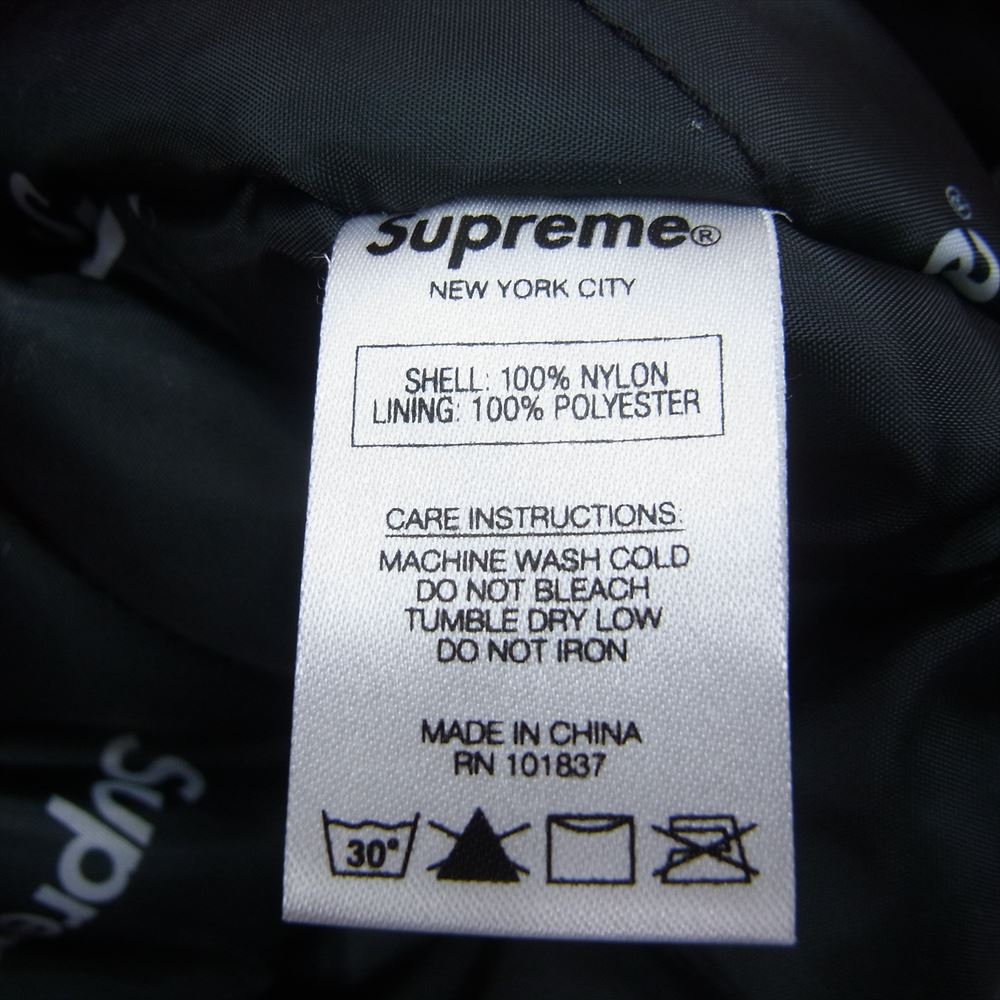 Supreme®
NEW YORK CITY
SHELL: 100% NYLON
LINING: 100% POLYESTER
CARE INSTRUCTIONS:
MACHINE WASH COLD
DO NOT BLEACH
TUMBLE DRY LOW
DO NOT IRON
MADE IN CHINA
RN 101837
30°
Supre
®